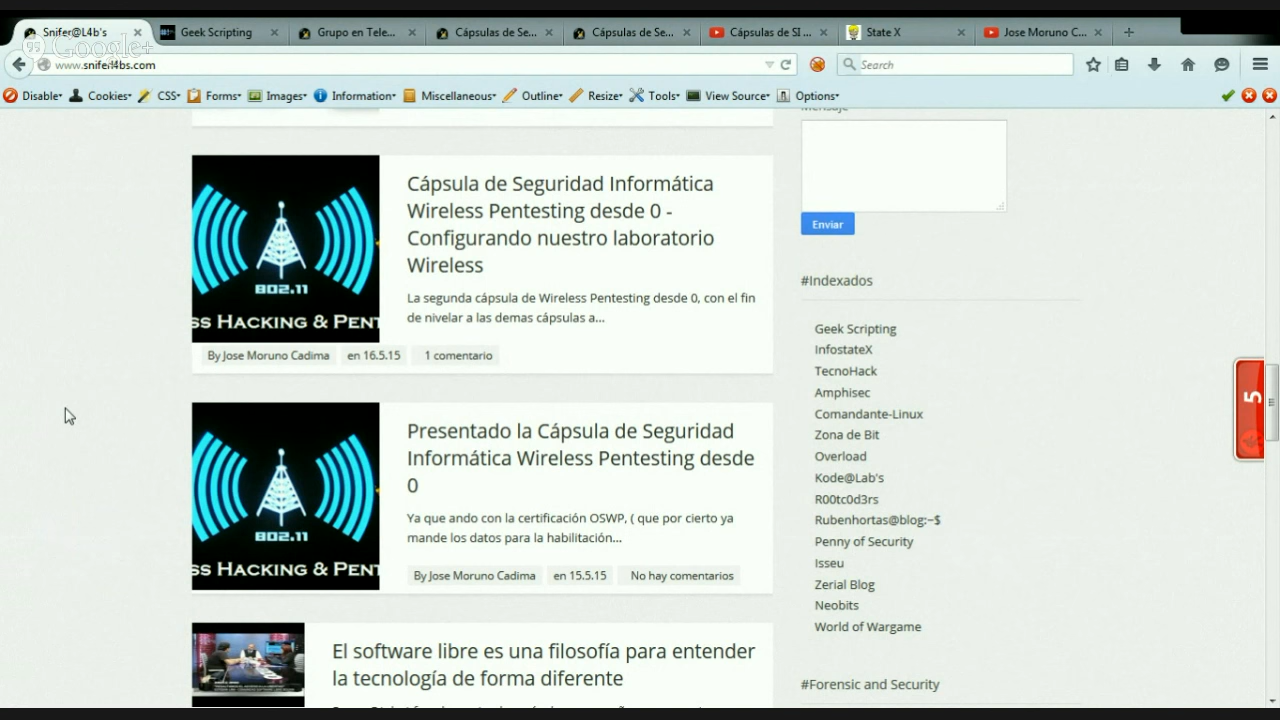 Snifer@L4b's
Geek Scripting
Grupo en Tele...
Cápsulas de Se...
Cápsulas de Se...
Cápsulas de SI ...
State X
Jose Moruno C...
Google+
www.snifer4bs.com
Search
Disable
Cookies
CSS
Forms
Images
Information
Miscellaneous
Outline
Resize
Tools
View Source
Options
Mensaje
Enviar
802.11
SS HACKING & PENT
Cápsula de Seguridad Informática
Wireless Pentesting desde 0 -
Configurando nuestro laboratorio
Wireless
La segunda cápsula de Wireless Pentesting desde 0, con el fin
de nivelar a las demas cápsulas a...
By Jose Moruno Cadima
en 16.5.15
1 comentario
802.11
SS HACKING & PENT
Presentado la Cápsula de Seguridad
Informática Wireless Pentesting desde
0
Ya que ando con la certificación OSWP, ( que por cierto ya
mande los datos para la habilitación...
By Jose Moruno Cadima
en 15.5.15
No hay comentarios
El software libre es una filosofía para entender
la tecnología de forma diferente
#Indexados
Geek Scripting
InfostateX
TecnoHack
Amphisec
Comandante-Linux
Zona de Bit
Overload
Kode@Lab's
R00tc0d3rs
Rubenhortas@blog:~$
Penny of Security
Isseu
Zerial Blog
Neobits
World of Wargame
#Forensic and Security
5